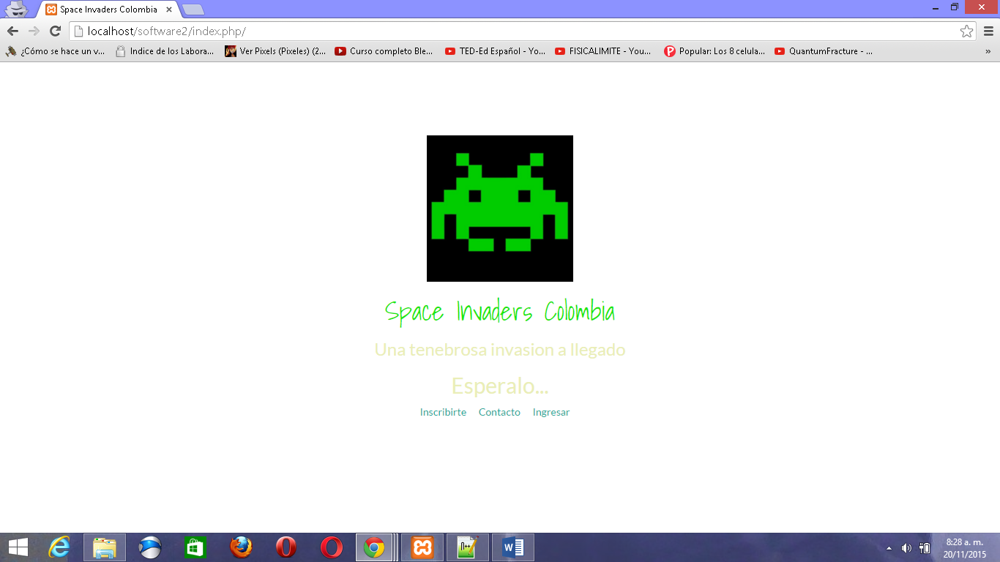 Space Invaders Colombia
localhost/software2/index.php/
¿Cómo se hace un v... Indice de los Labora... Ver Pixels (Pixeles) (2... Curso completo Ble... TED-Ed Español - Yo... FISICALIMITE - You... Popular: Los 8 celula... QuantumFracture - ... »
Space Invaders Colombia
Una tenebrosa invasion a llegado
Esperalo...
Inscribirte Contacto Ingresar
8:28 a. m.
20/11/2015